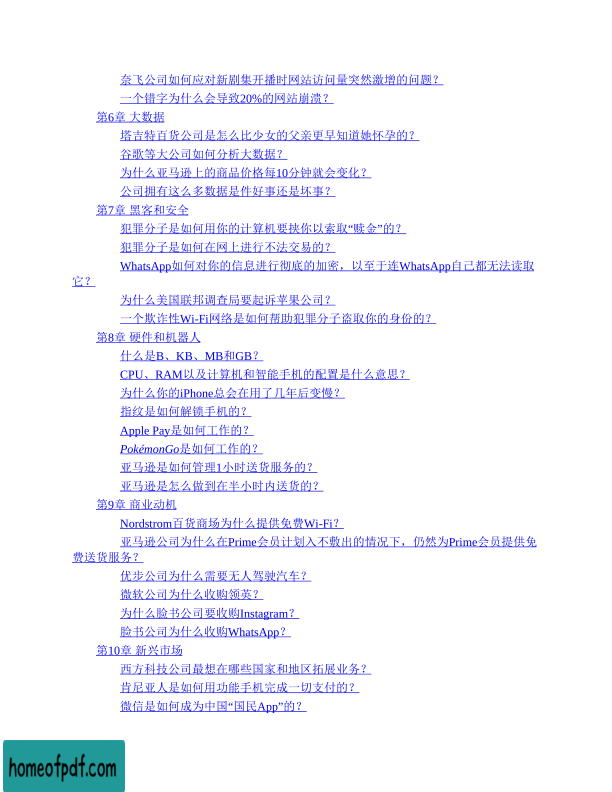 奈飞公司如何应对新剧集开播时网站访问量突然激增的问题？
一个错字为什么会导致20%的网站崩溃？
第6章 大数据
塔吉特百货公司是怎么比少女的父亲更早知道她怀孕的？
谷歌等大公司如何分析大数据？
为什么亚马逊上的商品价格每10分钟就会变化？
公司拥有这么多数据是件好事还是坏事？
第7章 黑客和安全
犯罪分子是如何用你的计算机要挟你以索取“赎金”的？
犯罪分子是如何在网上进行不法交易的？
WhatsApp如何对你的信息进行彻底的加密，以至于连WhatsApp自己都无法读取
它？
为什么美国联邦调查局要起诉苹果公司？
一个欺诈性Wi-Fi网络是如何帮助犯罪分子盗取你的身份的？
第8章 硬件和机器人
什么是B、KB、MB和GB？
CPU、RAM以及计算机和智能手机的配置是什么意思？
为什么你的iPhone总会在用了几年后变慢？
指纹是如何解锁手机的？
Apple Pay是如何工作的？
PokémonGo是如何工作的？
亚马逊是如何管理1小时送货服务的？
亚马逊是怎么做到在半小时内送货的？
第9章 商业动机
Nordstrom百货商场为什么提供免费Wi-Fi？
亚马逊公司为什么在Prime会员计划入不敷出的情况下，仍然为Prime会员提供免
费送货服务？
优步公司为什么需要无人驾驶汽车？
微软公司为什么收购领英？
为什么脸书公司要收购Instagram？
脸书公司为什么收购WhatsApp？
第10章 新兴市场
西方科技公司最想在哪些国家和地区拓展业务？
肯尼亚人是如何用功能手机完成一切支付的？
微信是如何成为中国“国民App”的？
homeofpdf.com